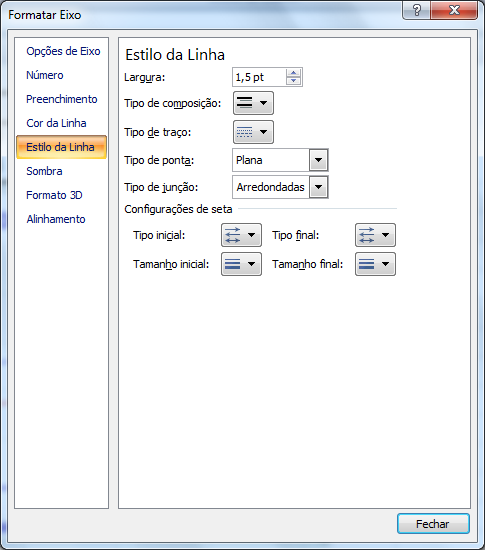 Formatar Eixo
Opções de Eixo
Número
Preenchimento
Cor da Linha
Estilo da Linha
Sombra
Formato 3D
Alinhamento
Estilo da Linha
Largura: 1,5 pt
Tipo de composição:
Tipo de traço:
Tipo de ponta: Plana
Tipo de junção: Arredondadas
Configurações de seta
Tipo inicial: Tipo final:
Tamanho inicial: Tamanho final:
Fechar